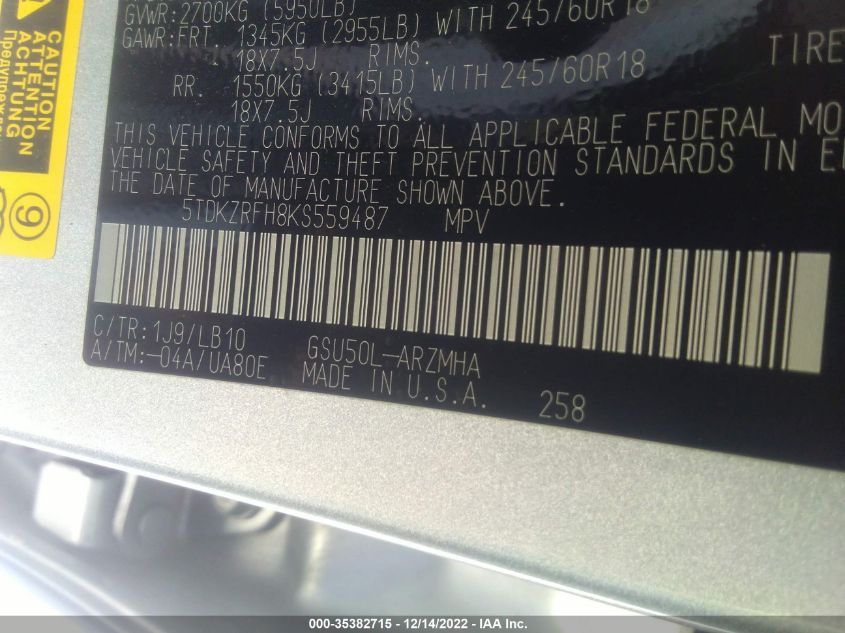 GVWR:2700KG (5950LB)
GAWR:FRT. 1345KG (2955LB) WITH 245/60R18
18X7.5J RIMS. TIRE
RR. 1550KG (3415LB) WITH 245/60R18
18X7.5J RIMS.
THIS VEHICLE CONFORMS TO ALL APPLICABLE FEDERAL MO
VEHICLE SAFETY AND THEFT PREVENTION STANDARDS IN E
THE DATE OF MANUFACTURE SHOWN ABOVE.
5TDKZRFH8KS559487 MPV
C/TR:1J9/LB10
A/TM:-04A/UA80E
GSU50L-ARZMHA
MADE IN U.S.A.
258
CAUTION
ATTENTION
ACHTUNG
9
000-35382715 - 12/14/2022 - IAA Inc.